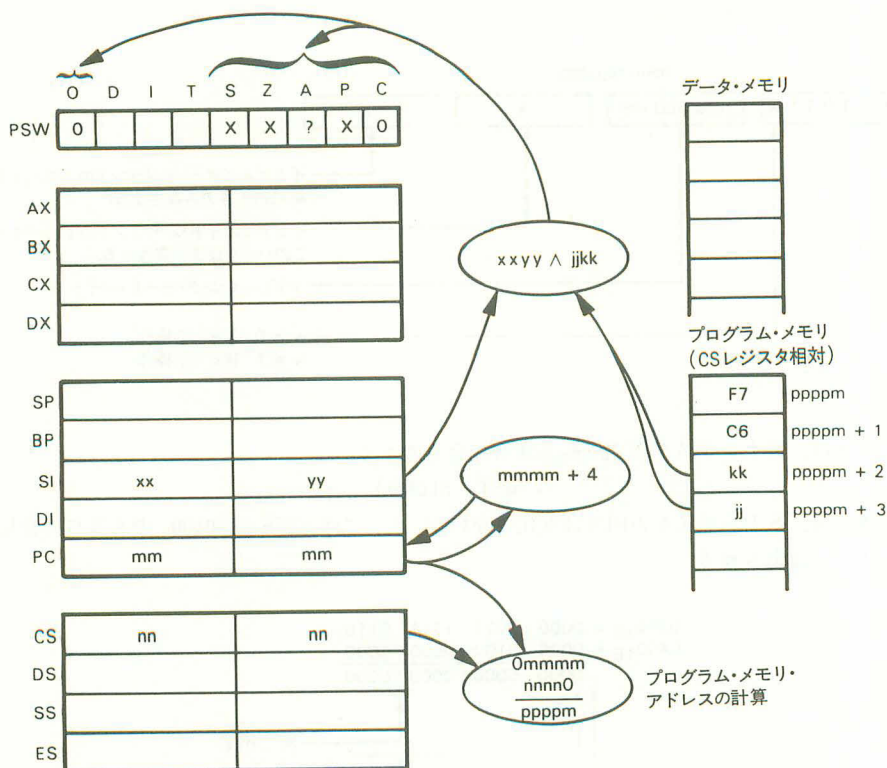 O D I T S Z A P C
PSW 0 X X ? X 0
AX
BX
CX
DX
SP
BP
SI xx yy
DI
PC mm mm
CS nn nn
DS
SS
ES
xxyy ∧ jjkk
mmmm + 4
0mmmm
nnnn0
ppppm
プログラム・メモリ・
アドレスの計算
データ・メモリ
プログラム・メモリ
(CSレジスタ相対)
F7 ppppm
C6 ppppm + 1
kk ppppm + 2
jj ppppm + 3